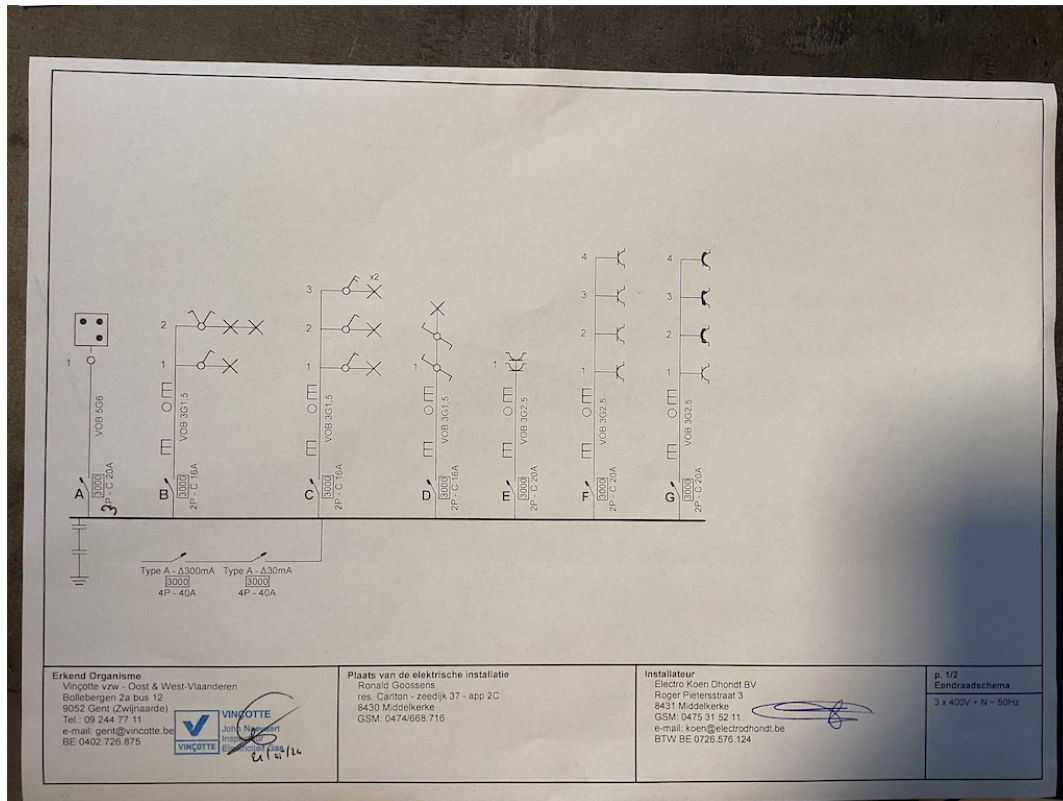 4
3
2
1
4
3
2
1
x2
3
2
1
2
1
1
1
1
VOB 5G6
VOB 3G1,5
VOB 3G1,5
VOB 3G1,5
VOB 3G2,5
VOB 3G2,5
VOB 3G2,5
A
B
C
D
E
F
G
3000
3P - C 20A
3000
2P - C 16A
3000
2P - C 16A
3000
2P - C 16A
3000
2P - C 20A
3000
2P - C 20A
3000
2P - C 20A
Type A - Δ300mA
3000
4P - 40A
Type A - Δ30mA
3000
4P - 40A
Erkend Organisme
Vinçotte vzw - Oost & West-Vlaanderen
Bollebergen 2a bus 12
9052 Gent (Zwijnaarde)
Tel.: 09 244 77 11
e-mail: gent@vincotte.be
BE 0402.726.875
VINÇOTTE
VINÇOTTE
John
Electriciteit Gas
Plaats van de elektrische installatie
Ronald Goossens
res. Carlton - zeedijk 37 - app 2C
8430 Middelkerke
GSM: 0474/668.716
Installateur
Electro Koen Dhondt BV
Roger Pietersstraat 3
8431 Middelkerke
GSM: 0475 31 52 11
e-mail: koen@electrodhondt.be
BTW BE 0726.576.124
p. 1/2
Eendraadschema
3 x 400V + N ~ 50Hz